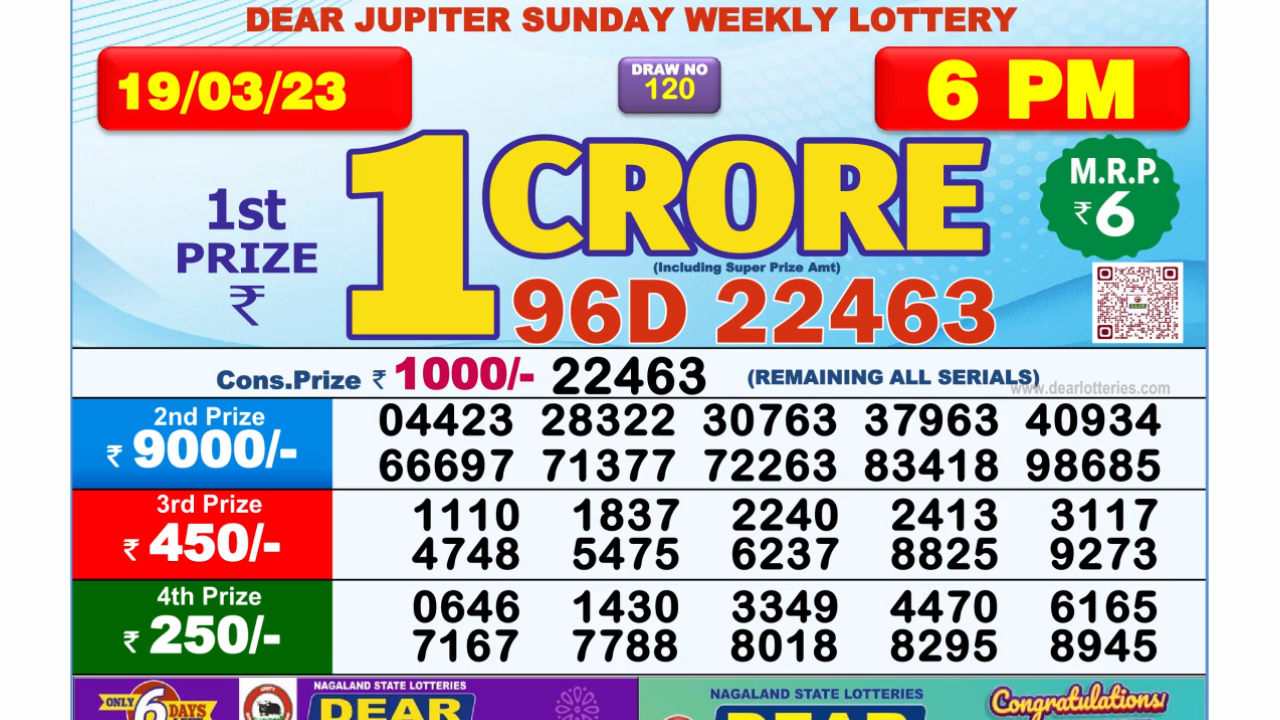 DEAR JUPITER SUNDAY WEEKLY LOTTERY
19/03/23
DRAW NO
120
6 PM
1st
PRIZE
₹
1 CRORE
(Including Super Prize Amt)
96D 22463
M.R.P.
₹6
Cons.Prize ₹ 1000/- 22463 (REMAINING ALL SERIALS)
www.dearlotteries.com
2nd Prize
₹ 9000/-
04423 28322 30763 37963 40934
66697 71377 72263 83418 98685
3rd Prize
₹ 450/-
1110 1837 2240 2413 3117
4748 5475 6237 8825 9273
4th Prize
₹ 250/-
0646 1430 3349 4470 6165
7167 7788 8018 8295 8945
ONLY
6 DAYS
NAGALAND STATE LOTTERIES
DEAR
NAGALAND STATE LOTTERIES
DEAR
Congratulations!